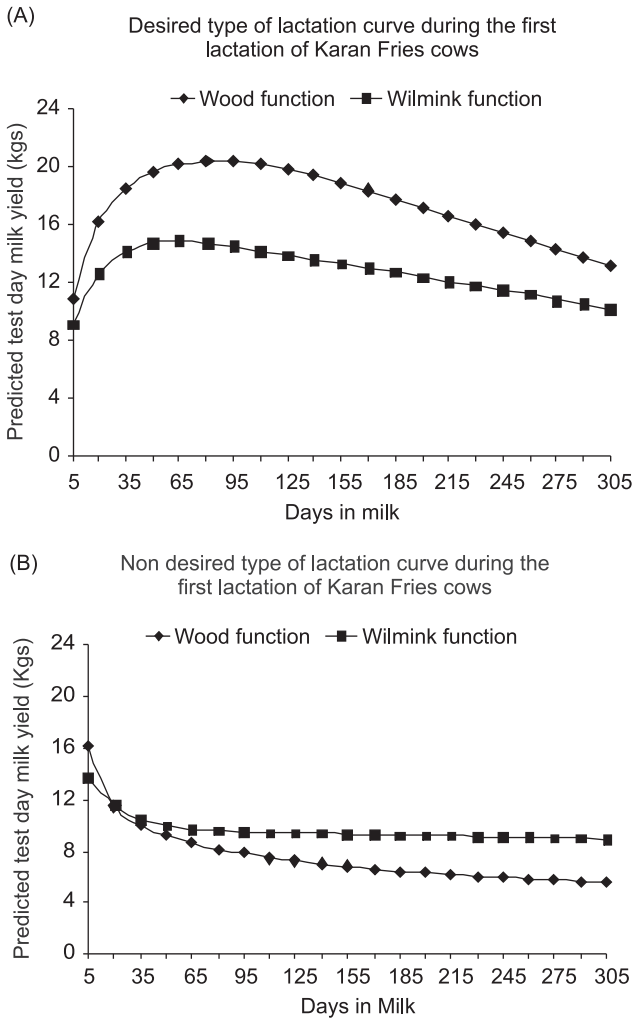 (A)
Desired type of lactation curve during the first
lactation of Karan Fries cows
Wood function Wilmink function
Predicted test day milk yield (kgs)
24
20
16
12
8
4
0
5 35 65 95 125 155 185 215 245 275 305
Days in milk
(B)
Non desired type of lactation curve during the
first lactation of Karan Fries cows
Wood function Wilmink function
Predicted test day milk yield (Kgs)
24
20
16
12
8
4
0
5 35 65 95 125 155 185 215 245 275 305
Days in Milk